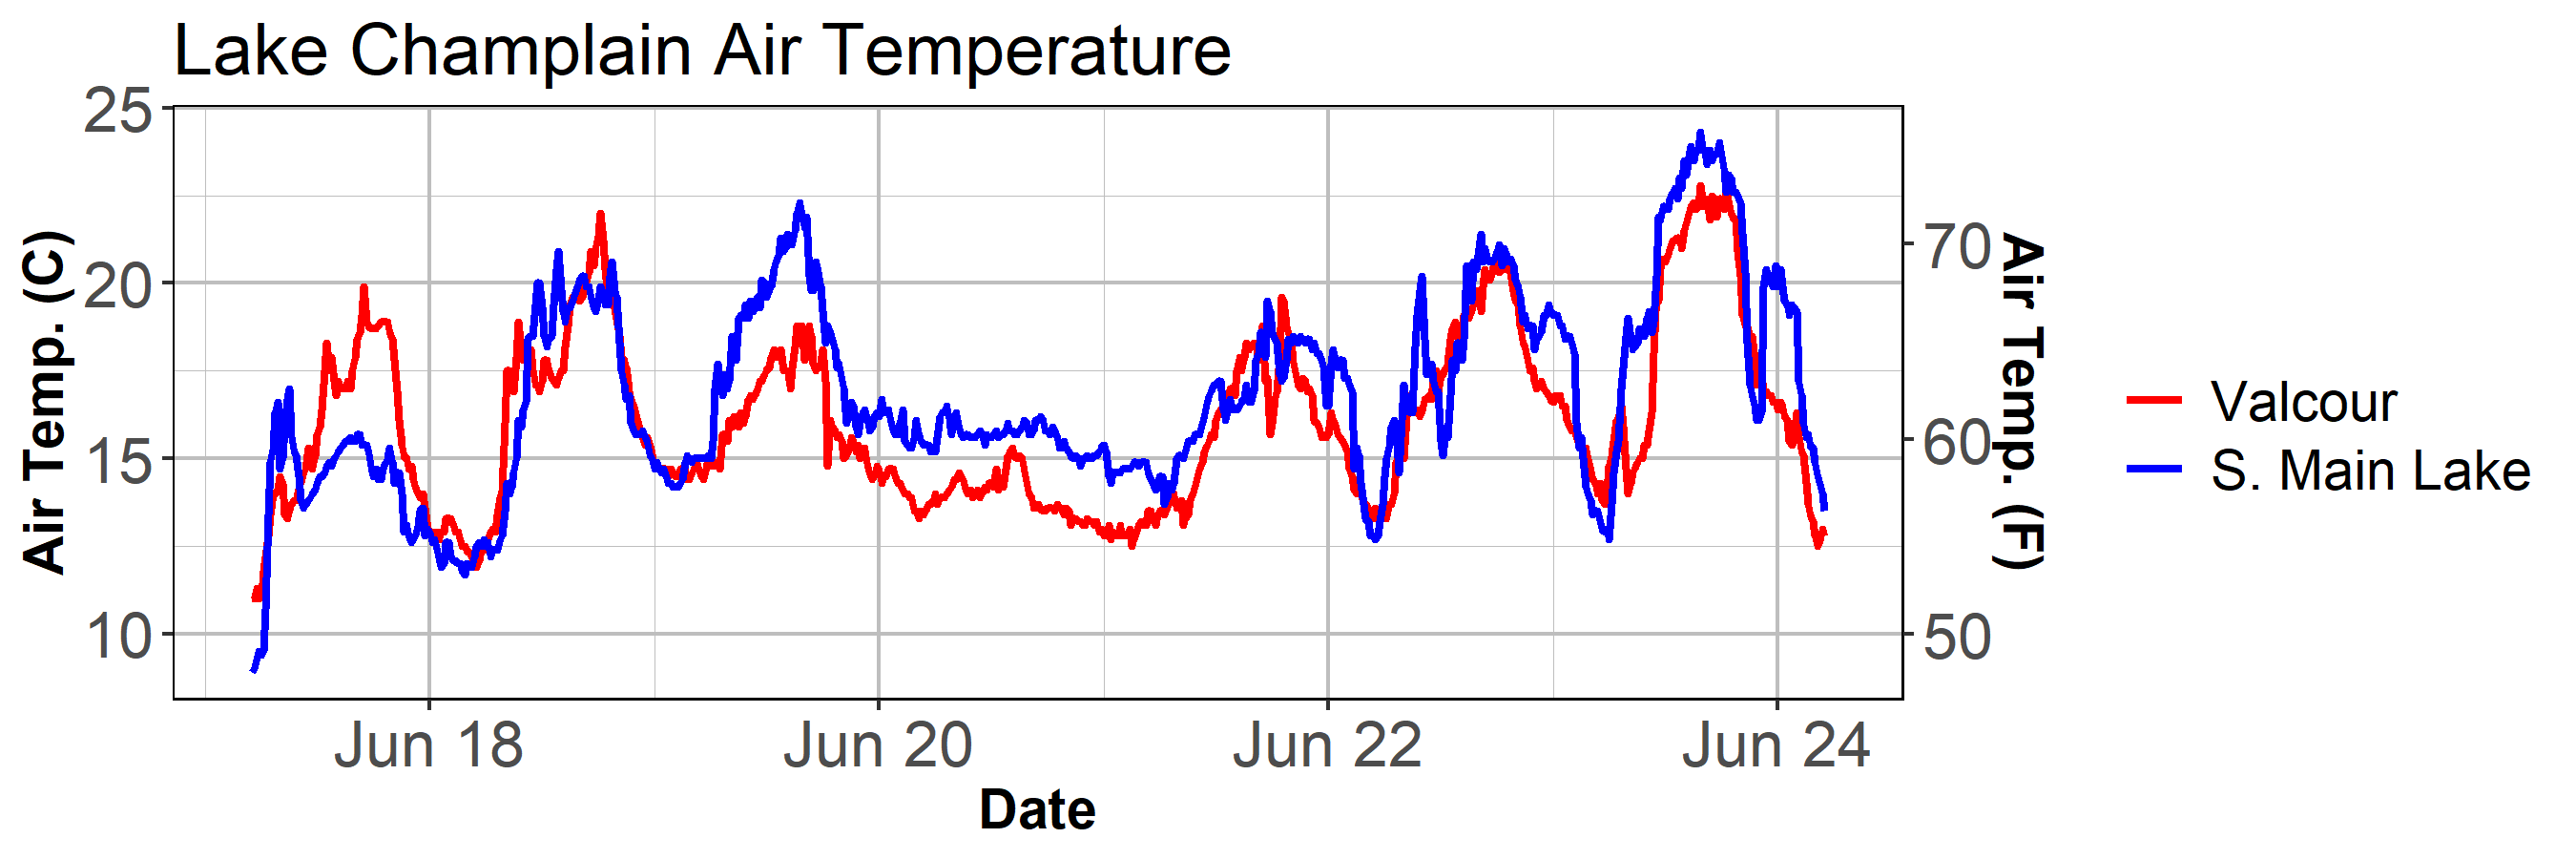 Lake Champlain Air Temperature
25
20
15
10
Air Temp. (C)
70
60
50
Air Temp. (F)
Jun 18
Jun 20
Jun 22
Jun 24
Date
Valcour
S. Main Lake